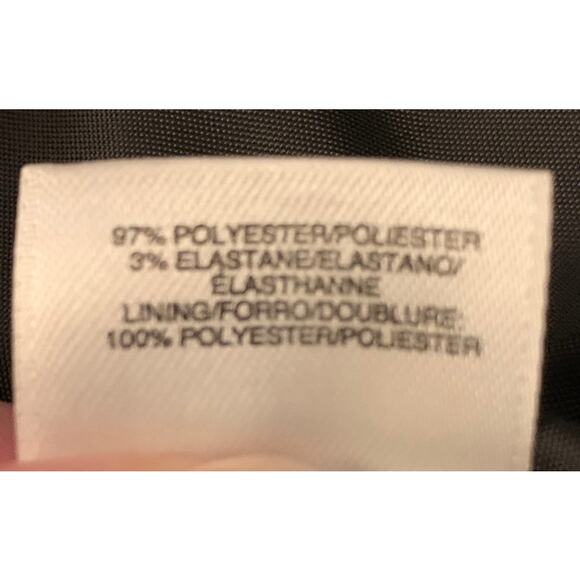 97% POLYESTER/POLIESTER
3% ELASTANE/ELASTANO/
ÉLASTHANNE
LINING/FORRO/DOUBLURE:
100% POLYESTER/POLIESTER